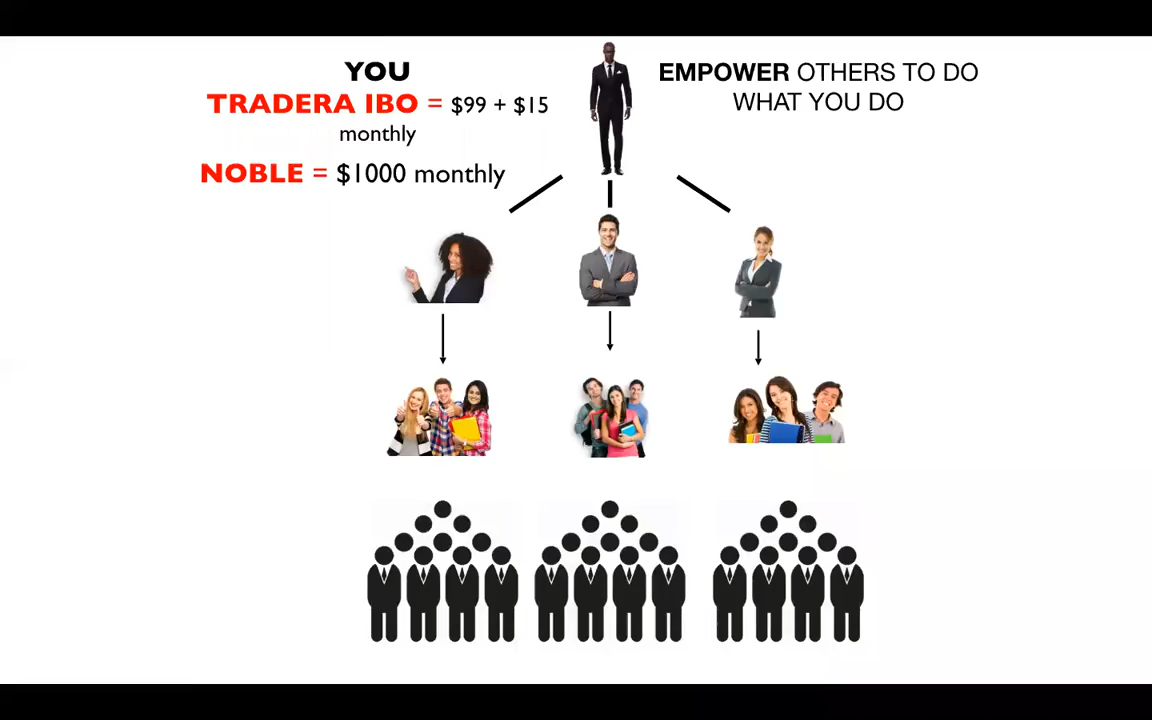 YOU
TRADERA IBO = $99 + $15
monthly
NOBLE = $1000 monthly
EMPOWER OTHERS TO DO
WHAT YOU DO